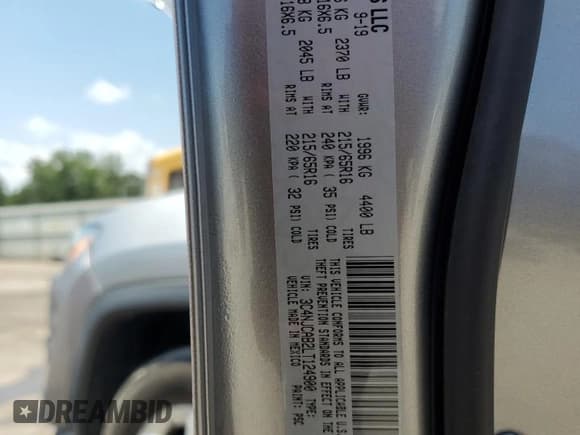 S LLC
9-19
GVWR: 1996 KG 4400 LB
KG 2370 LB WITH 215/65R16 TIRES
16X6.5 RIMS AT 240 KPA ( 35 PSI) COLD
KG 2045 LB WITH 215/65R16 TIRES
16X6.5 RIMS AT 220 KPA ( 32 PSI) COLD
THIS VEHICLE CONFORMS TO ALL APPLICABLE U.S.
THEFT PREVENTION STANDARDS IN EFFECT ON THE
VIN: 3C4NJCAB2LT124900 TYPE:
VEHICLE MADE IN MEXICO PAINT: PSC
DREAMBID